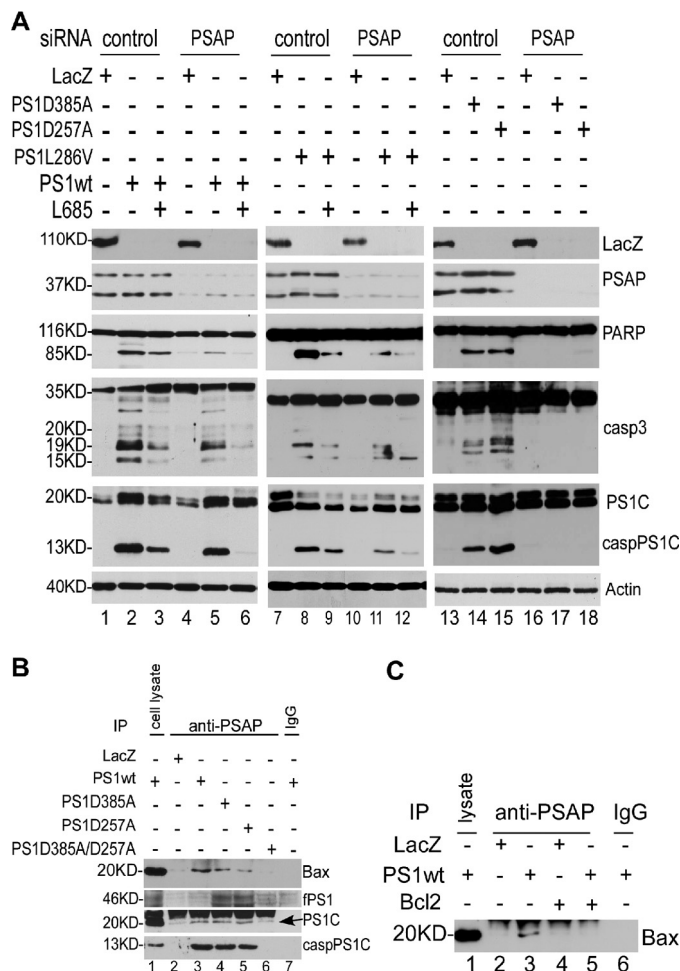 A
siRNA control PSAP control PSAP control PSAP
LacZ + - - + - - + - - + - - + - - + - -
PS1D385A - - - - - - - - - - - - - + - - + -
PS1D257A - - - - - - - - - - - - - - + - - +
PS1L286V - - - - - - - + + - + + - - - - - -
PS1wt - + + - + + - - - - - - - - - - - -
L685 - - + - - + - - + - - + - - - - - -
110KD LacZ
37KD PSAP
116KD PARP
85KD
35KD
20KD casp3
19KD
15KD
20KD PS1C
13KD caspPS1C
40KD Actin
1 2 3 4 5 6 7 8 9 10 11 12 13 14 15 16 17 18
B
IP cell lysate anti-PSAP IgG
LacZ - + - - - - -
PS1wt + - + - - - +
PS1D385A - - - + - - -
PS1D257A - - - - + - -
PS1D385A/D257A - - - - - + -
20KD Bax
46KD fPS1
20KD PS1C
13KD caspPS1C
1 2 3 4 5 6 7
C
IP lysate anti-PSAP IgG
LacZ - + - + - -
PS1wt + - + - + +
Bcl2 - - - + + -
20KD Bax
1 2 3 4 5 6